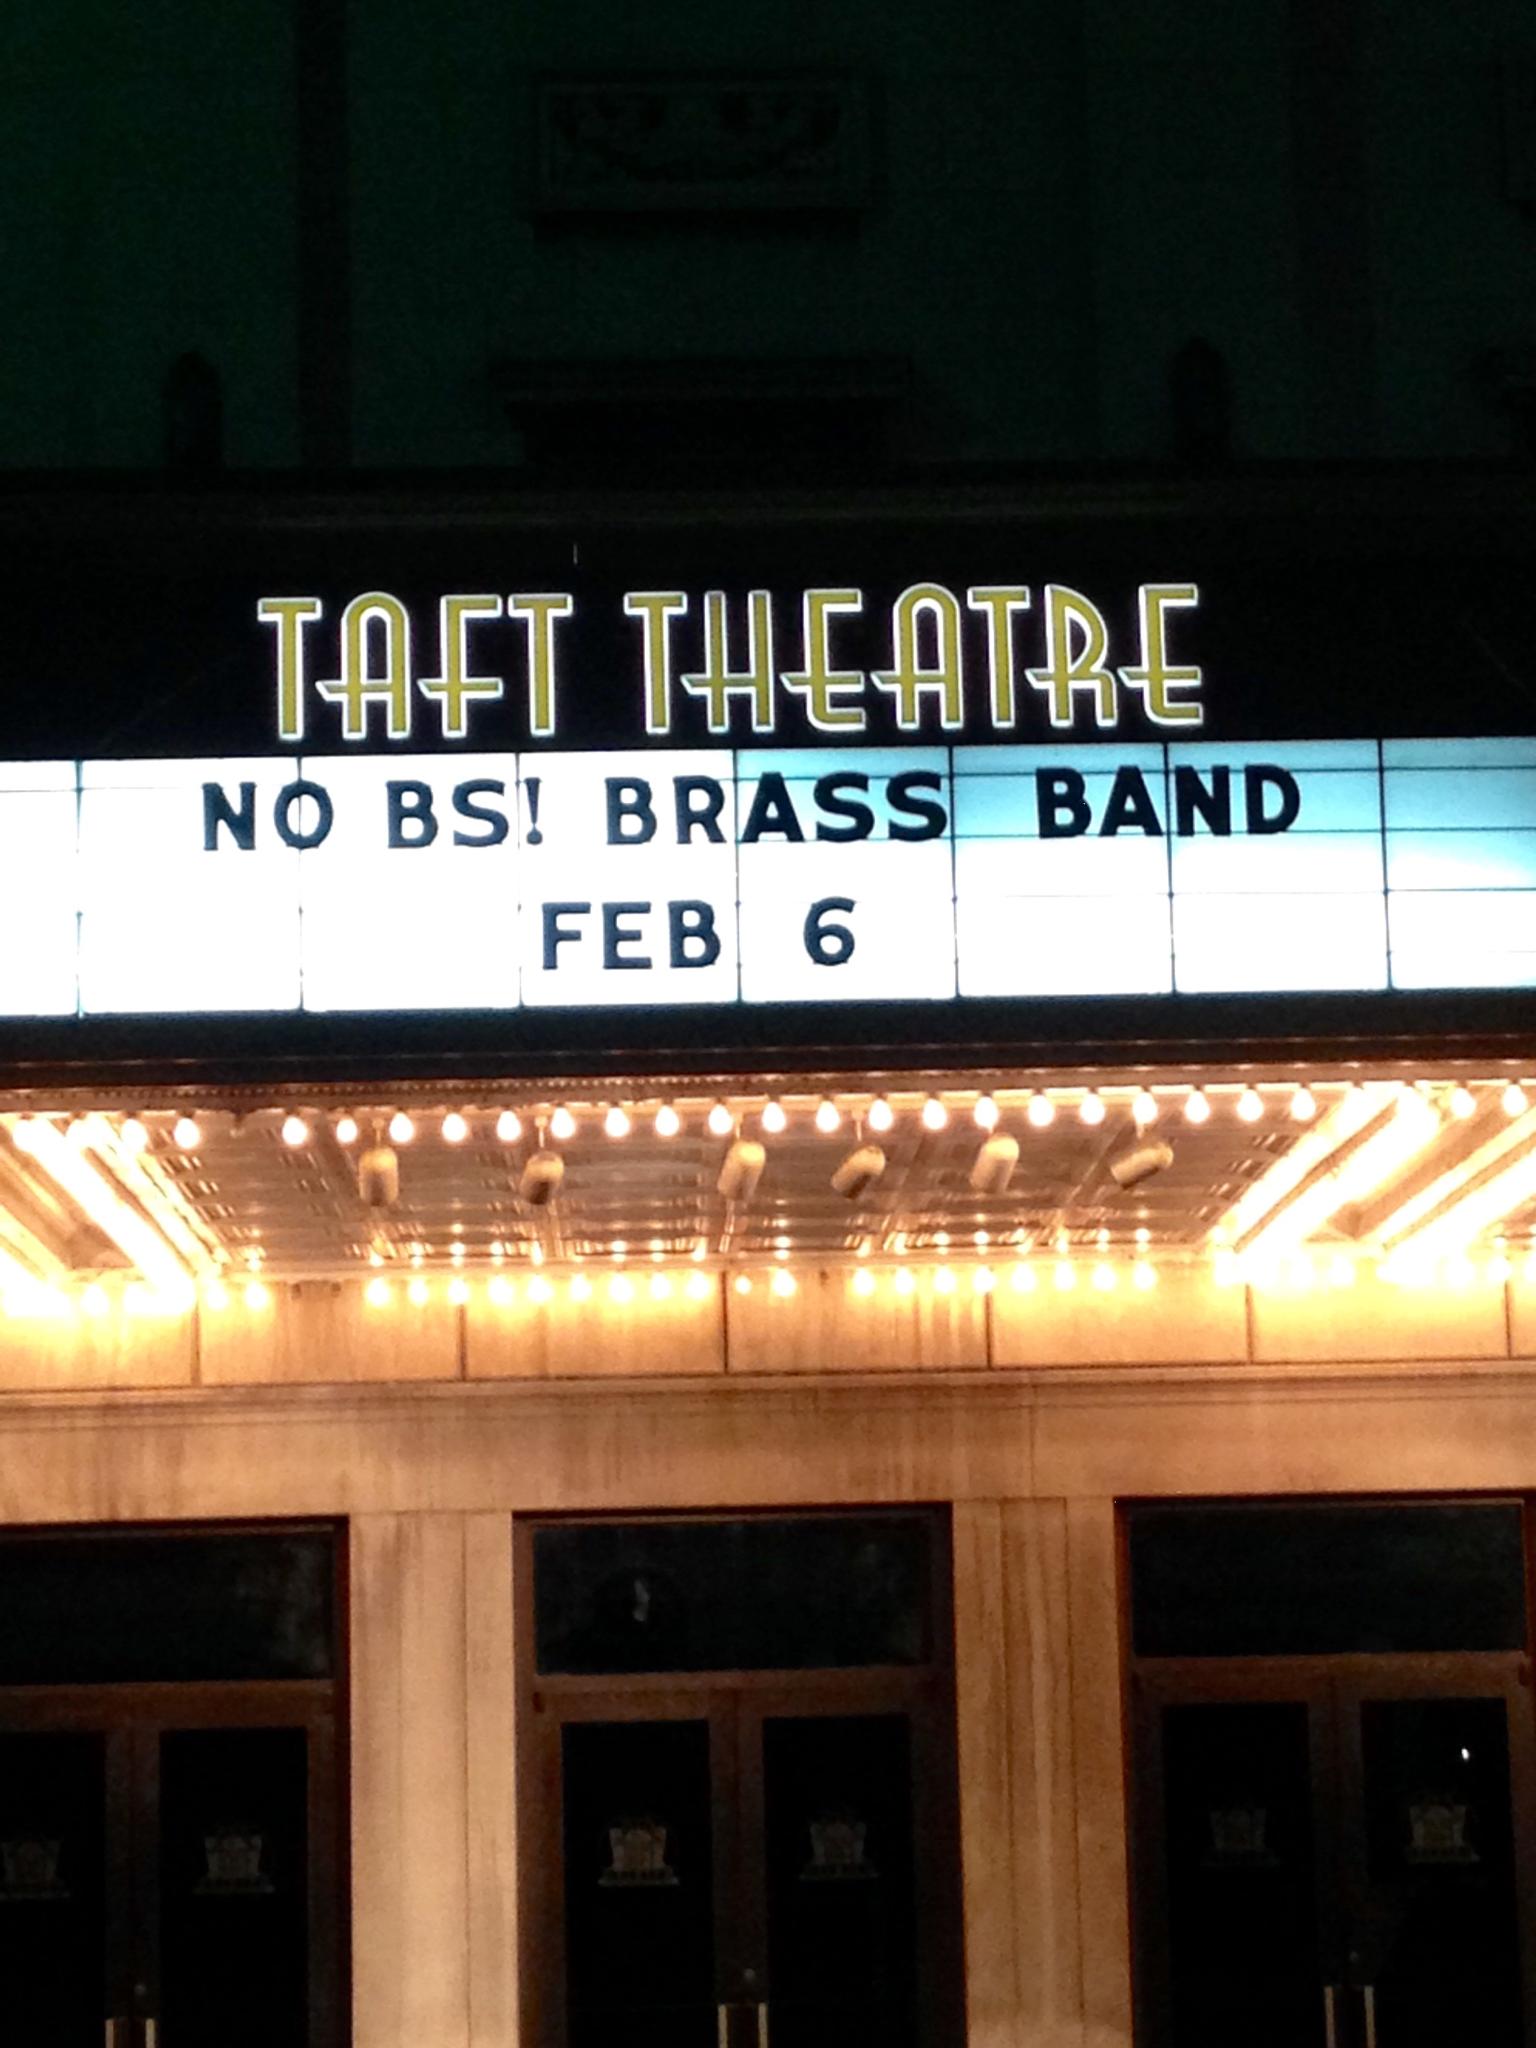 TAFT THEATRE
NO BS! BRASS BAND
FEB 6